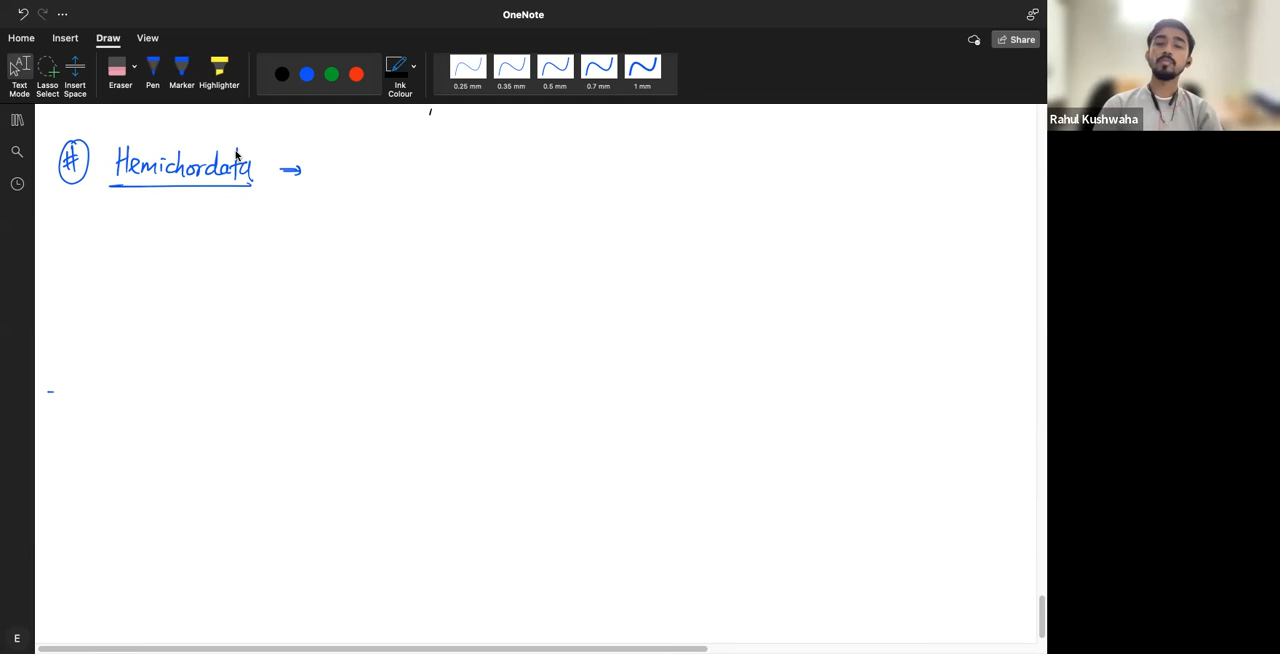 OneNote
Home Insert Draw View
Share
Text Mode
Lasso Select
Insert Space
Eraser
Pen
Marker
Highlighter
Ink Colour
0.25 mm
0.35 mm
0.5 mm
0.7 mm
1 mm
Rahul Kushwaha
# Hemichordata →
E